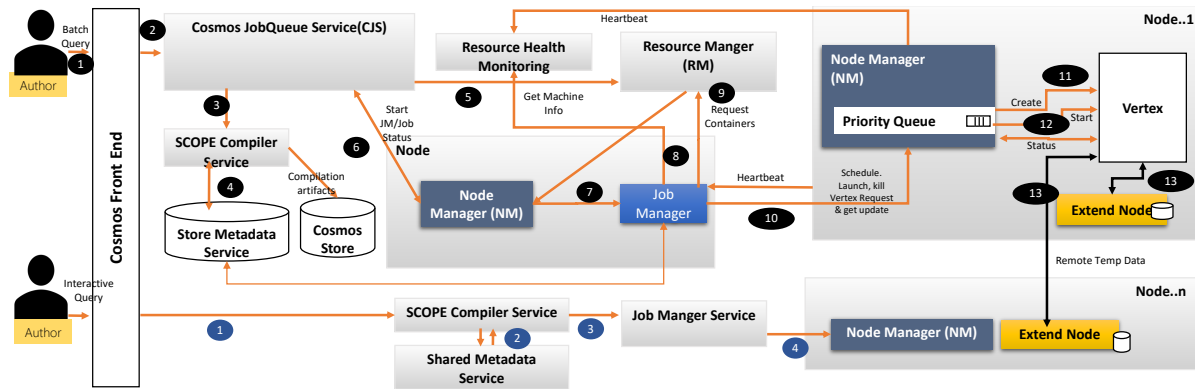 Author
Batch
Query
1
Cosmos Front End
2
Cosmos JobQueue Service(CJS)
3
SCOPE Compiler
Service
4
Store Metadata
Service
Compilation
artifacts
Cosmos
Store
Heartbeat
Resource Health
Monitoring
5
Get Machine
Info
Resource Manger
(RM)
9
Request
Containers
Start
JM/Job
Status
6
Node
8
Node
Manager (NM)
7
Job
Manager
Heartbeat
10
Schedule.
Launch, kill
Vertex Request
& get update
Node..1
Node Manager
(NM)
Priority Queue
11
Create
12
Start
Status
Vertex
13
13
Extend Node
Remote Temp Data
Author
Interactive
Query
1
SCOPE Compiler Service
2
Shared Metadata
Service
3
Job Manger Service
4
Node..n
Node Manager (NM)
Extend Node